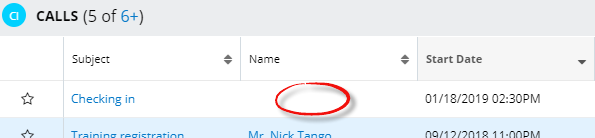 CI CALLS (5 of 6+)
Subject Name Start Date
Checking in 01/18/2019 02:30PM
Training registration Mr. Nick Tango 09/12/2018 11:00PM